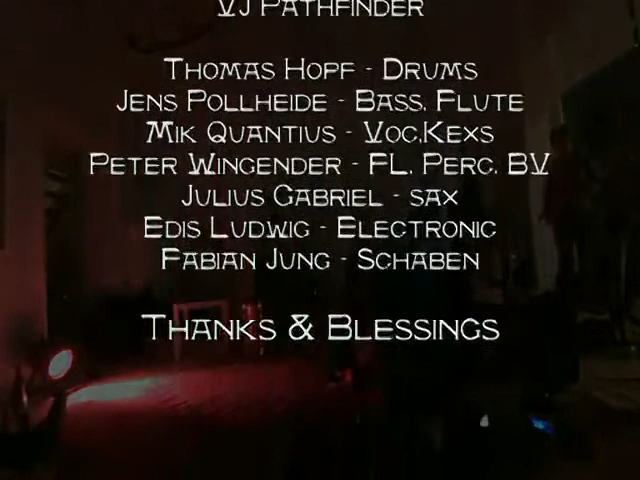 VJ Pathfinder
Thomas Hopf - Drums
Jens Pollheide - Bass. Flute
Mik Quantius - Voc.Kexs
Peter Wingender - FL. Perc. BV
Julius Gabriel - sax
Edis Ludwig - Electronic
Fabian Jung - Schaben
Thanks & Blessings